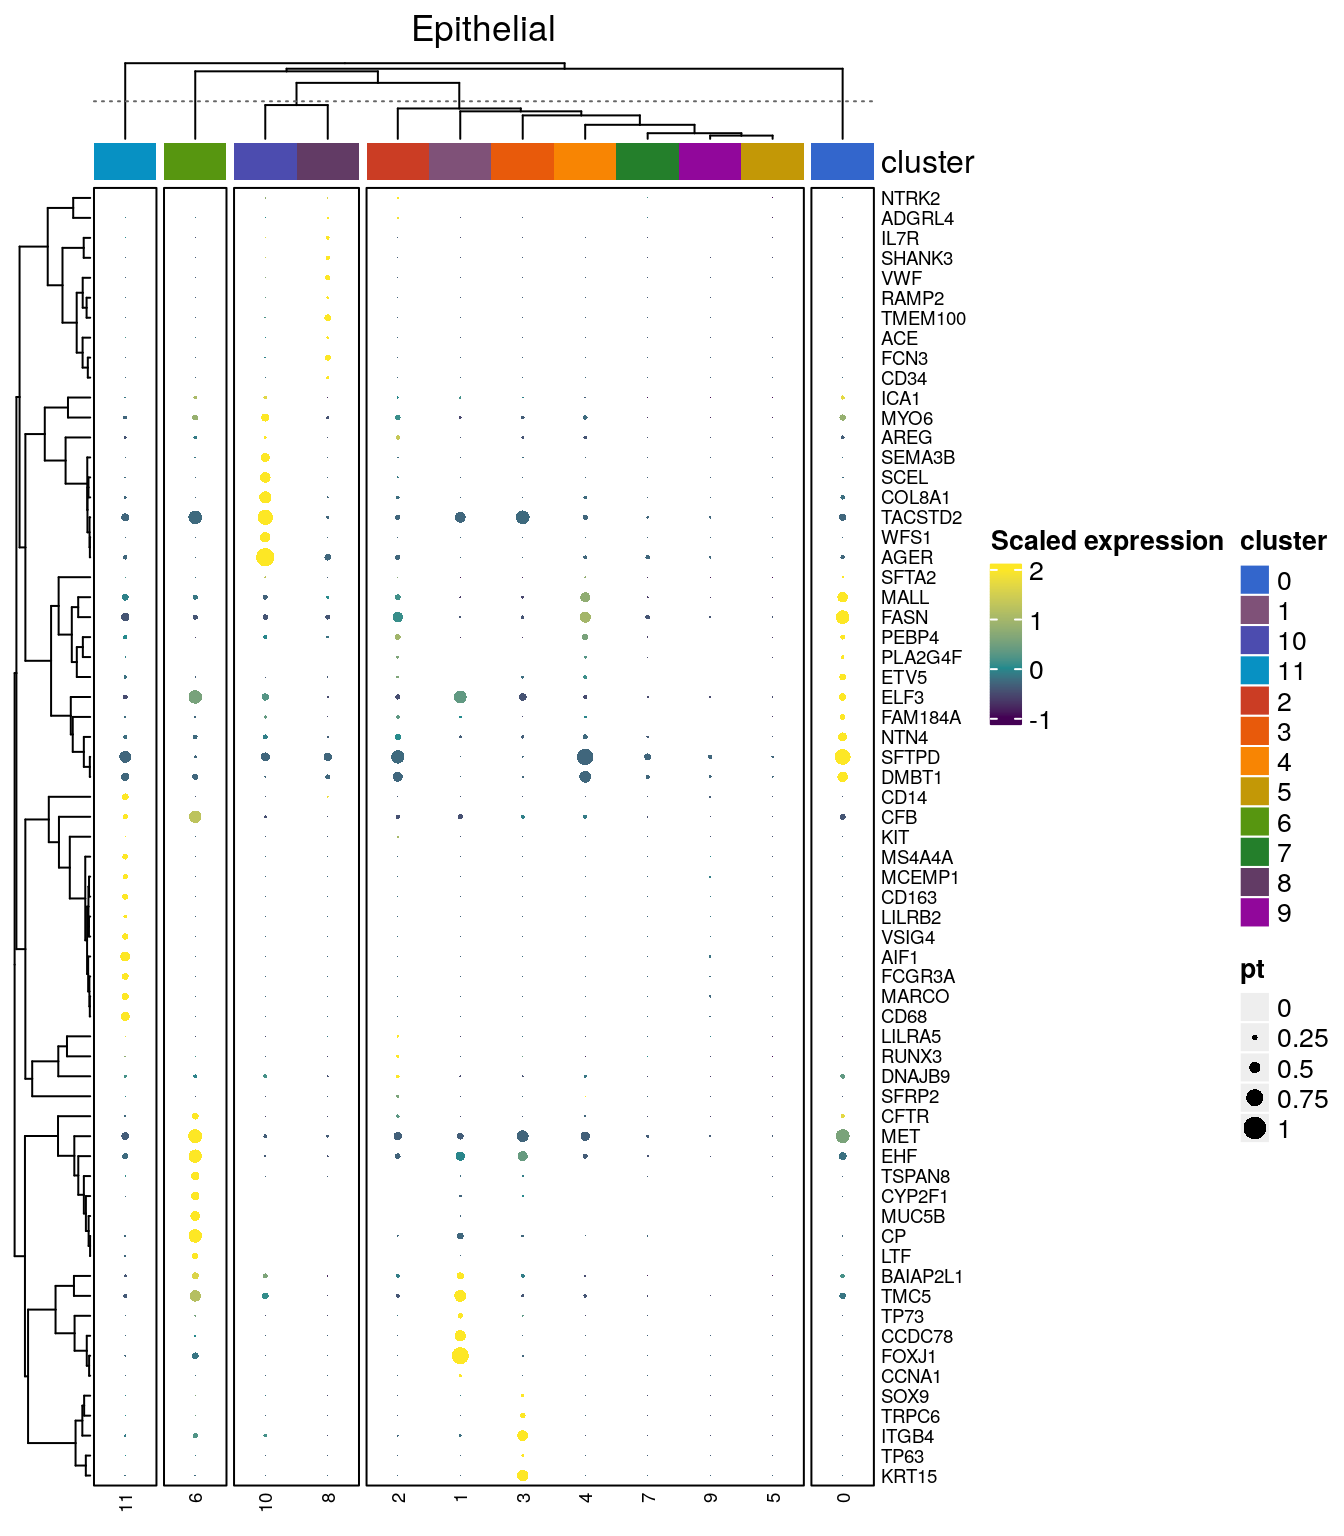 Epithelial
cluster
NTRK2
ADGRL4
IL7R
SHANK3
VWF
RAMP2
TMEM100
ACE
FCN3
CD34
ICA1
MYO6
AREG
SEMA3B
SCEL
COL8A1
TACSTD2
WFS1
AGER
SFTA2
MALL
FASN
PEBP4
PLA2G4F
ETV5
ELF3
FAM184A
NTN4
SFTPD
DMBT1
CD14
CFB
KIT
MS4A4A
MCEMP1
CD163
LILRB2
VSIG4
AIF1
FCGR3A
MARCO
CD68
LILRA5
RUNX3
DNAJB9
SFRP2
CFTR
MET
EHF
TSPAN8
CYP2F1
MUC5B
CP
LTF
BAIAP2L1
TMC5
TP73
CCDC78
FOXJ1
CCNA1
SOX9
TRPC6
ITGB4
TP63
KRT15
11 6 10 8 2 1 3 4 7 9 5 0
Scaled expression
2
1
0
-1
cluster
0
1
10
11
2
3
4
5
6
7
8
9
pt
0
0.25
0.5
0.75
1